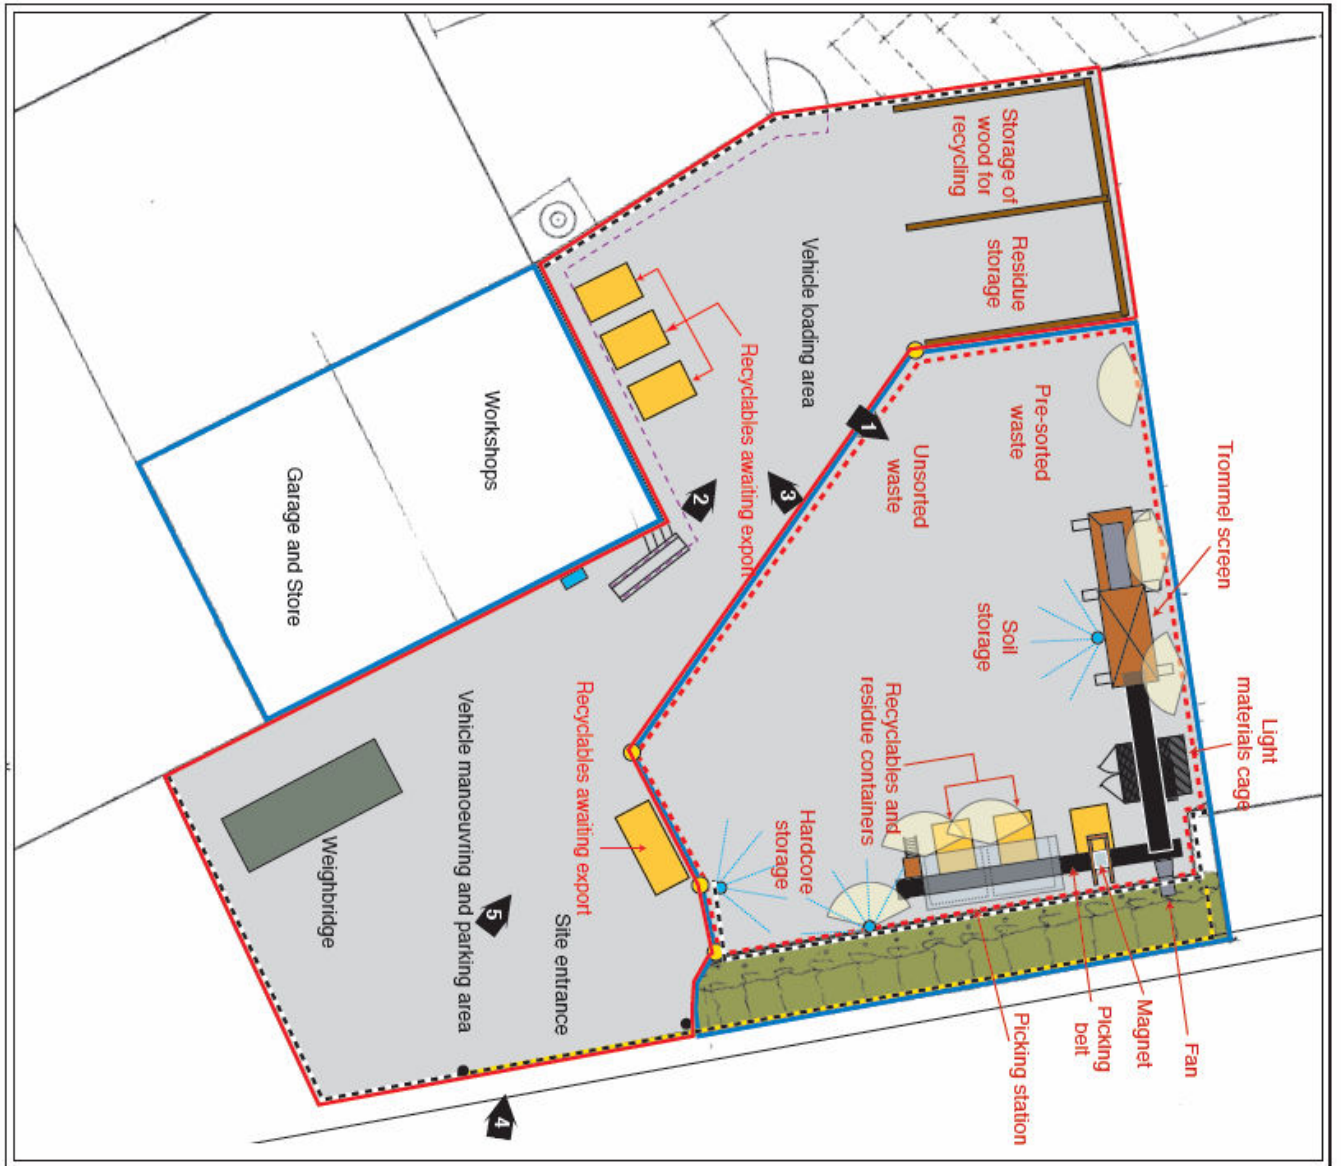 Storage of
wood for
recycling
Residue
storage
Vehicle loading area
Recyclables awaiting export
Pre-sorted
waste
Unsorted
waste
1
2
3
Trommel screen
Soil
storage
Light
materials cage
Recyclables and
residue containers
Hardcore
storage
Workshops
Garage and Store
Recyclables awaiting export
Vehicle manoeuvring and parking area
Weighbridge
Site entrance
5
4
Fan
Magnet
Picking
belt
Picking station